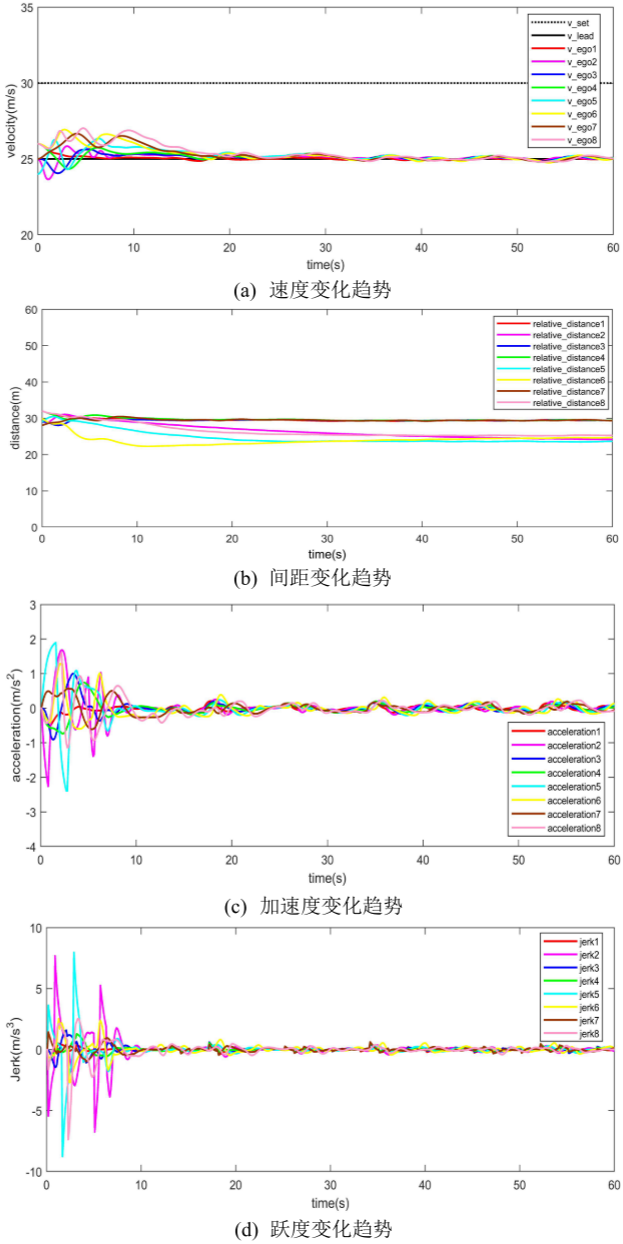 35
30
25
20
velocity(m/s)
0
10
20
30
40
50
60
time(s)
v_set
v_lead
v_ego1
v_ego2
v_ego3
v_ego4
v_ego5
v_ego6
v_ego7
v_ego8
(a) 速度变化趋势
60
50
40
30
20
10
0
distance(m)
0
10
20
30
40
50
60
time(s)
relative_distance1
relative_distance2
relative_distance3
relative_distance4
relative_distance5
relative_distance6
relative_distance7
relative_distance8
(b) 间距变化趋势
3
2
1
0
-1
-2
-3
-4
acceleration(m/s²)
0
10
20
30
40
50
60
time(s)
acceleration1
acceleration2
acceleration3
acceleration4
acceleration5
acceleration6
acceleration7
acceleration8
(c) 加速度变化趋势
10
5
0
-5
-10
Jerk(m/s³)
0
10
20
30
40
50
60
time(s)
jerk1
jerk2
jerk3
jerk4
jerk5
jerk6
jerk7
jerk8
(d) 跃度变化趋势